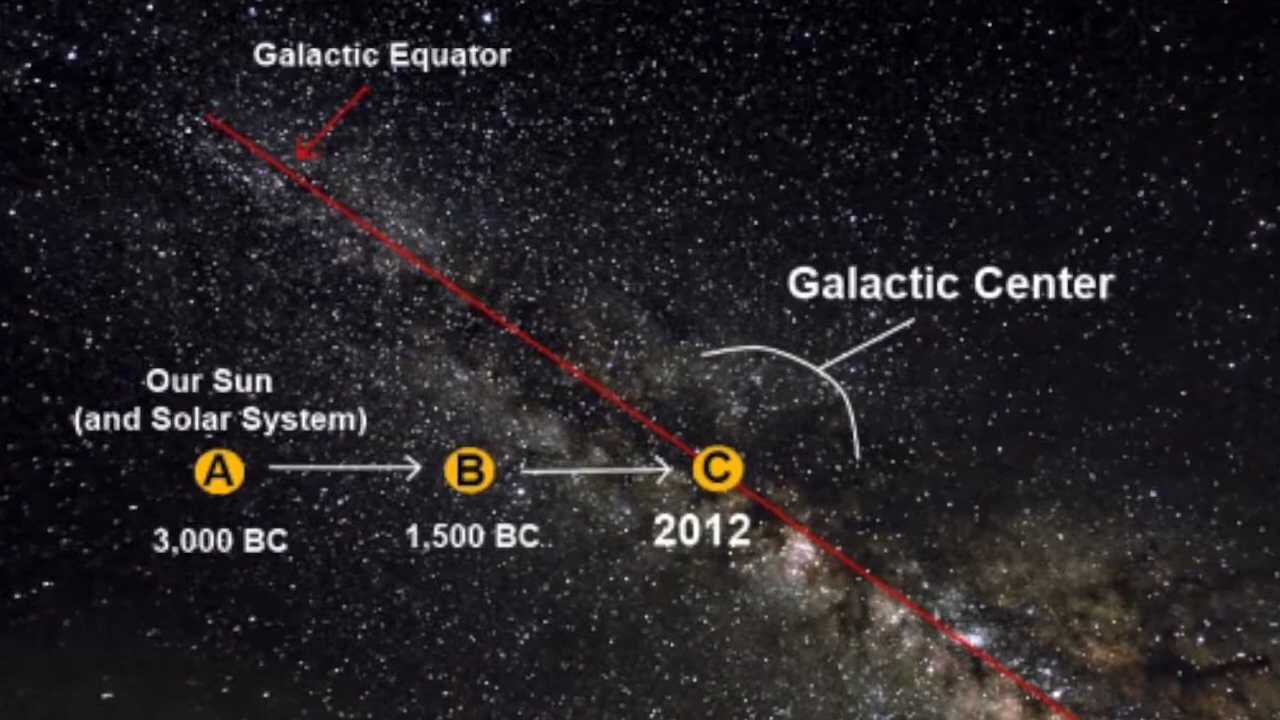 Galactic Equator
Galactic Center
Our Sun
(and Solar System)
A
B
C
3,000 BC
1,500 BC..
2012